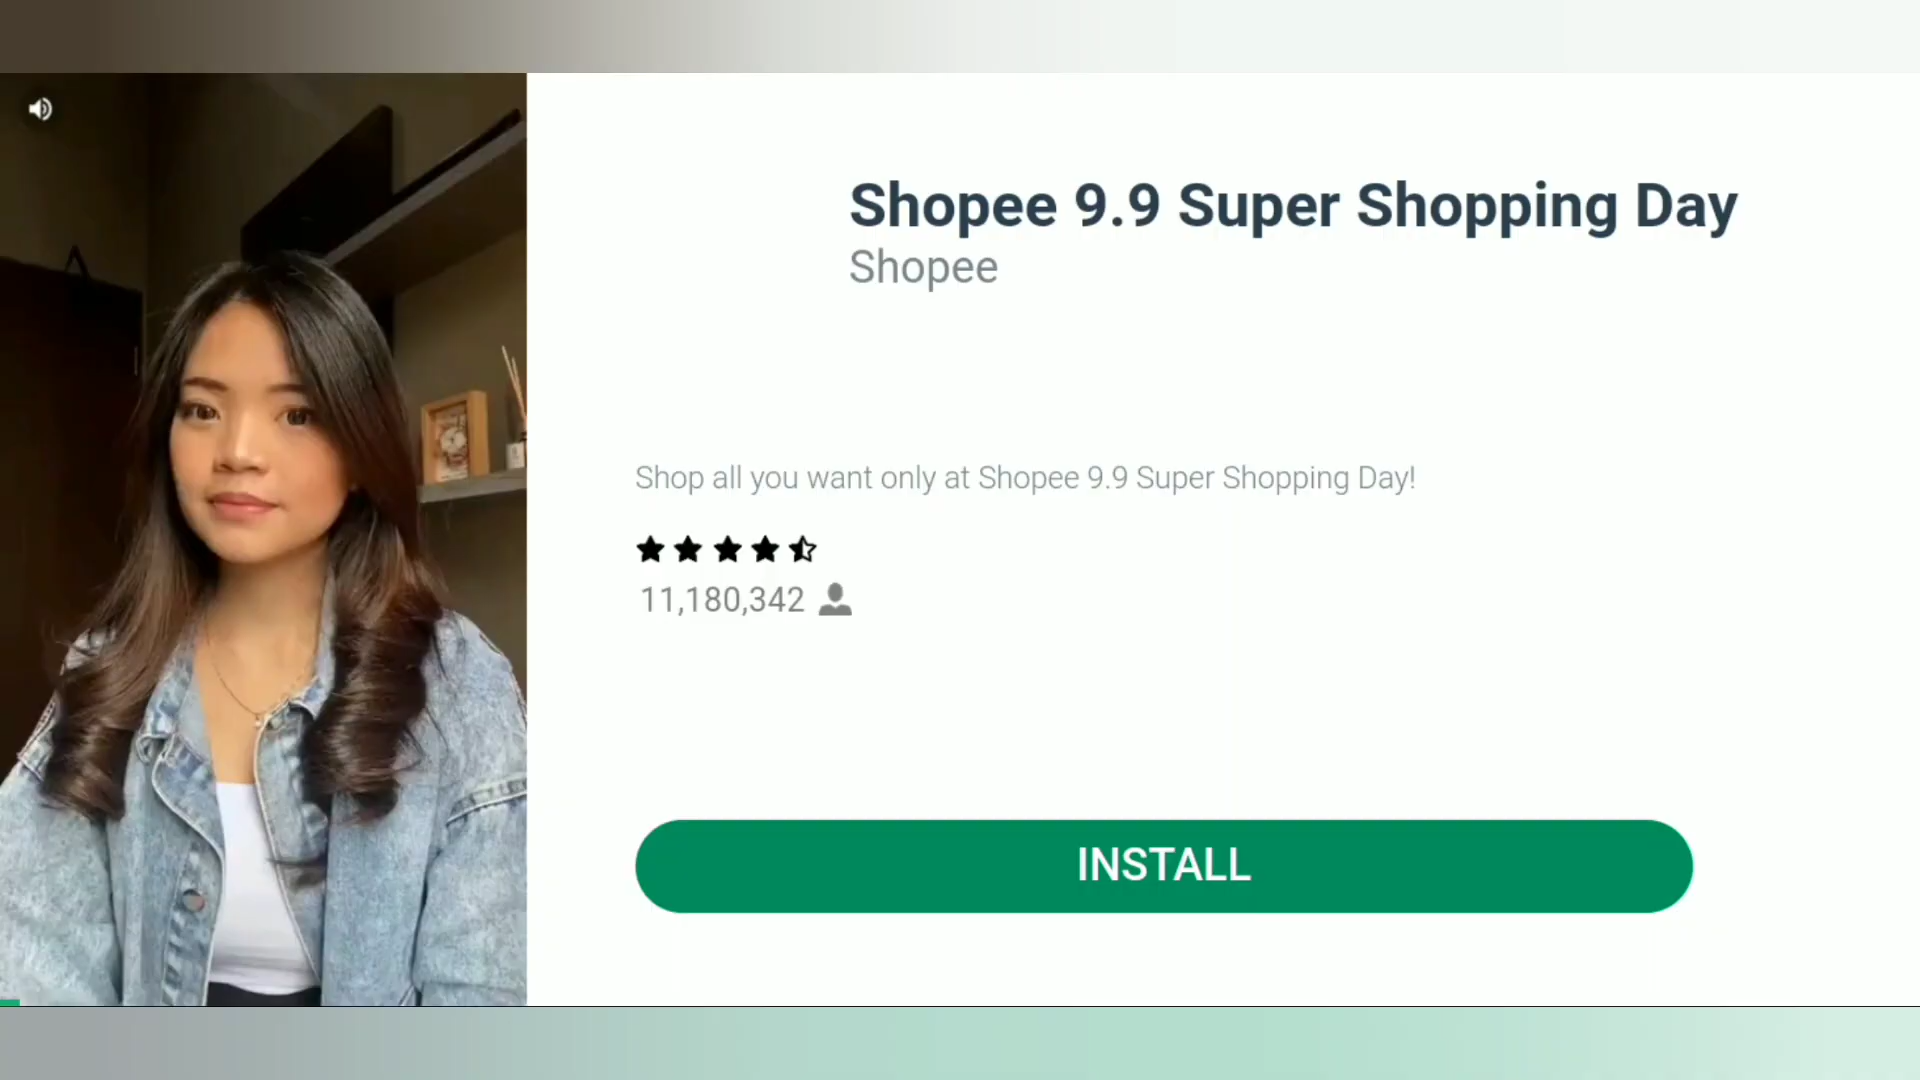 Shopee 9.9 Super Shopping Day
Shopee
Shop all you want only at Shopee 9.9 Super Shopping Day!
11,180,342
INSTALL